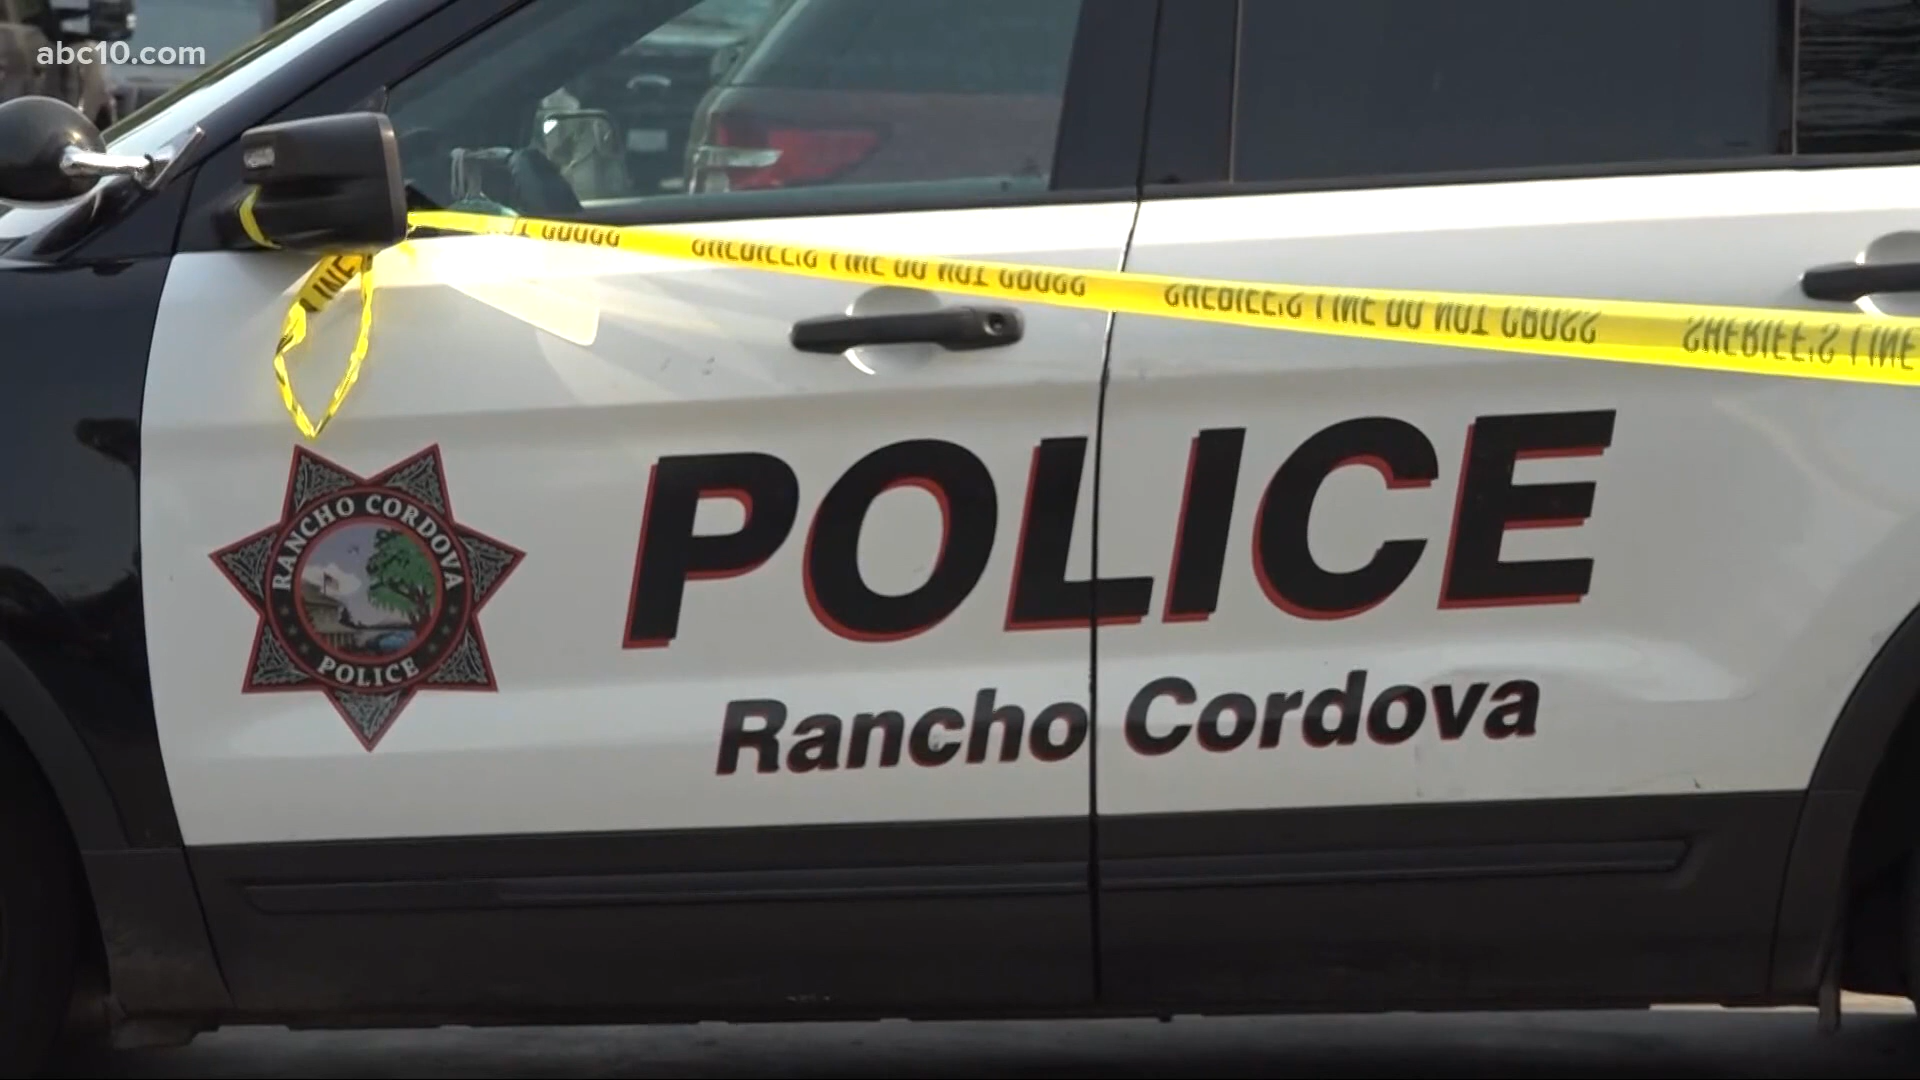 abc10.com
SHERIFF'S LINE DO NOT CROSS SHERIFF'S LINE DO NOT CROSS SHERIFF'S LINE
LINE
RANCHO CORDOVA
POLICE
POLICE
Rancho Cordova